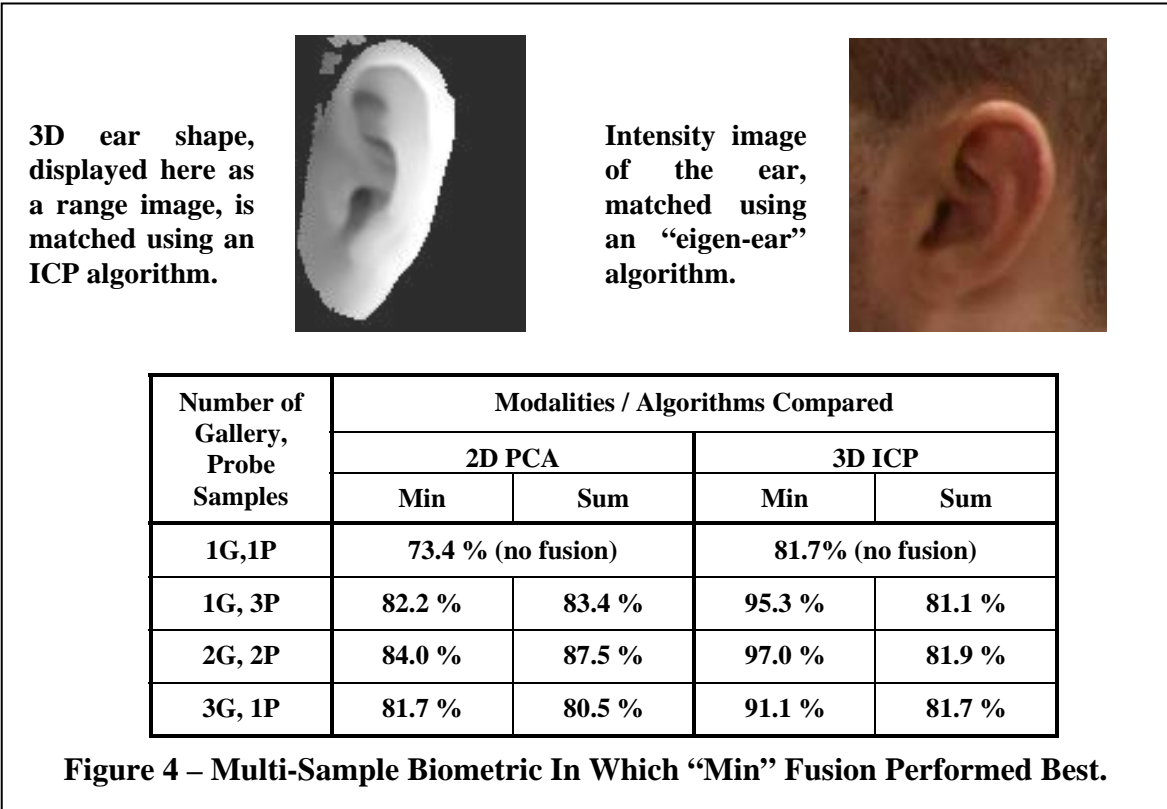 3D ear shape,
displayed here as
a range image, is
matched using an
ICP algorithm.
Intensity image
of the ear,
matched using
an “eigen-ear”
algorithm.
Number of
Gallery,
Probe
Samples
Modalities / Algorithms Compared
2D PCA 3D ICP
Min Sum Min Sum
1G,1P 73.4 % (no fusion) 81.7% (no fusion)
1G, 3P 82.2 % 83.4 % 95.3 % 81.1 %
2G, 2P 84.0 % 87.5 % 97.0 % 81.9 %
3G, 1P 81.7 % 80.5 % 91.1 % 81.7 %
Figure 4 – Multi-Sample Biometric In Which “Min” Fusion Performed Best.